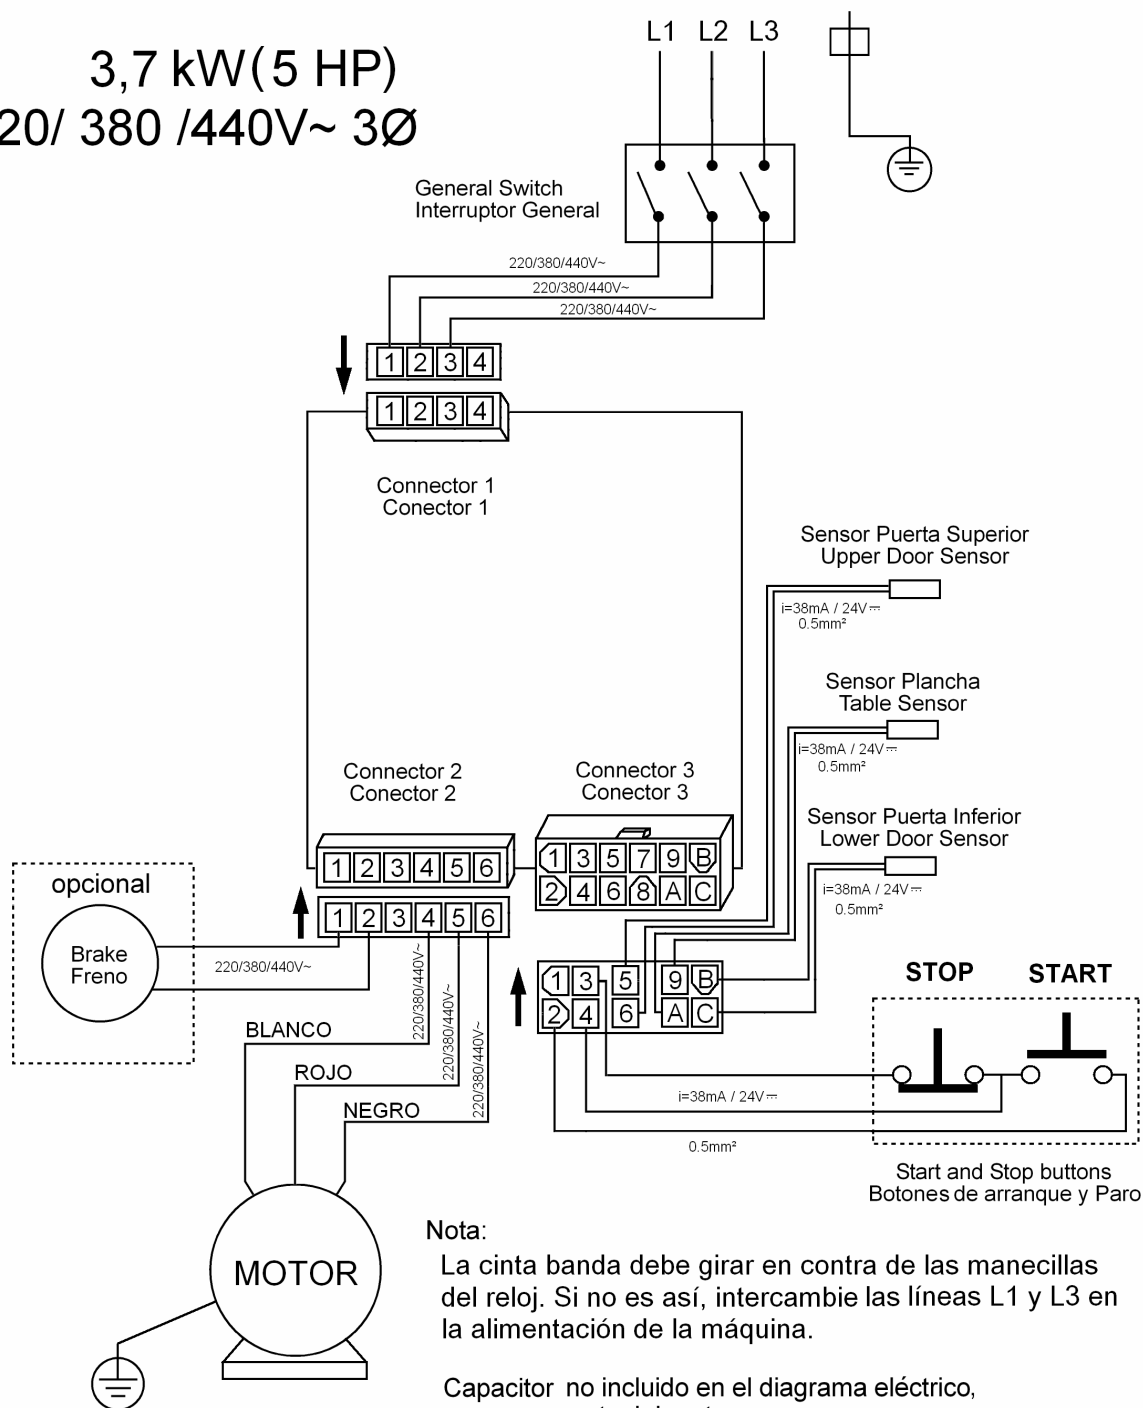 L1 L2 L3
3,7 kW(5 HP)
20/ 380 /440V~ 3Ø
General Switch
Interruptor General
220/380/440V~
220/380/440V~
220/380/440V~
1 2 3 4
1 2 3 4
Connector 1
Conector 1
Sensor Puerta Superior
Upper Door Sensor
i=38mA / 24V⎓
0.5mm²
Sensor Plancha
Table Sensor
i=38mA / 24V⎓
0.5mm²
Connector 2
Conector 2
Connector 3
Conector 3
Sensor Puerta Inferior
Lower Door Sensor
i=38mA / 24V⎓
0.5mm²
1 2 3 4 5 6
1 3 5 7 9 B
2 4 6 8 A C
opcional
Brake
Freno
220/380/440V~
1 2 3 4 5 6
220/380/440V~
220/380/440V~
220/380/440V~
1 3 5 9 B
2 4 6 A C
STOP START
BLANCO
ROJO
NEGRO
i=38mA / 24V⎓
0.5mm²
Start and Stop buttons
Botones de arranque y Paro
MOTOR
Nota:
La cinta banda debe girar en contra de las manecillas
del reloj. Si no es así, intercambie las líneas L1 y L3 en
la alimentación de la máquina.
Capacitor no incluido en el diagrama eléctrico,